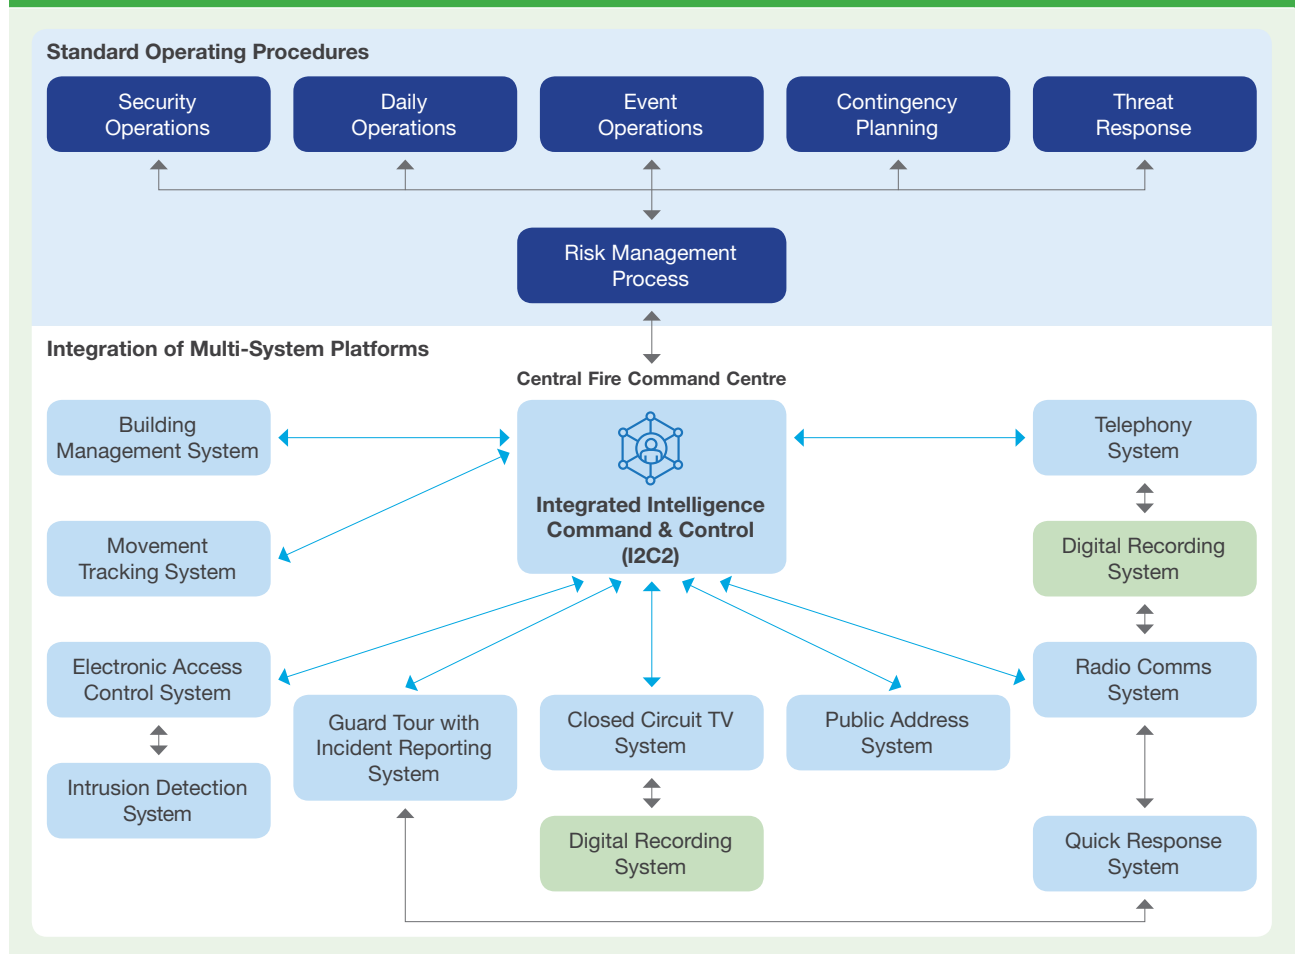 Standard Operating Procedures
Security
Operations
Daily
Operations
Event
Operations
Contingency
Planning
Threat
Response
Risk Management
Process
Integration of Multi-System Platforms
Central Fire Command Centre
Building
Management System
Integrated Intelligence
Command & Control
(I2C2)
Telephony
System
Movement
Tracking System
Digital Recording
System
Electronic Access
Control System
Radio Comms
System
Guard Tour with
Incident Reporting
System
Closed Circuit TV
System
Public Address
System
Intrusion Detection
System
Digital Recording
System
Quick Response
System